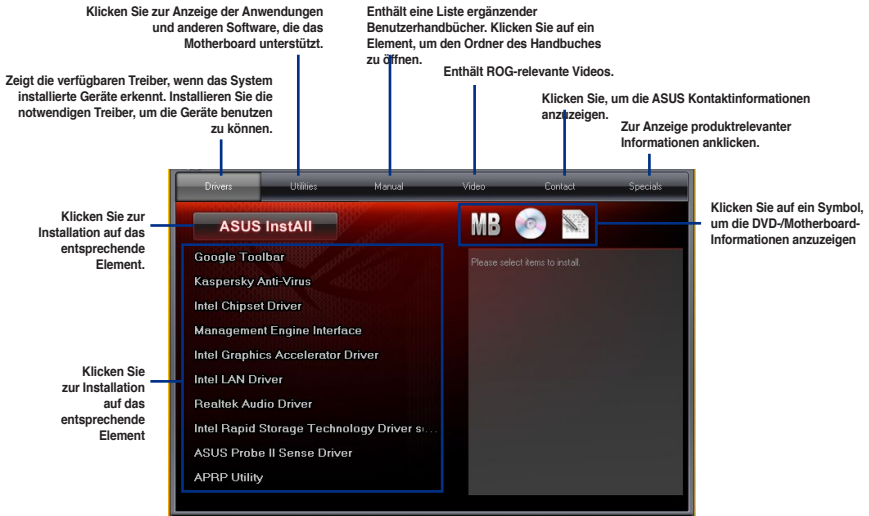 Klicken Sie zur Anzeige der Anwendungen
und anderen Software, die das
Motherboard unterstützt.
Enthält eine Liste ergänzender
Benutzerhandbücher. Klicken Sie auf ein
Element, um den Ordner des Handbuches
zu öffnen.
Enthält ROG-relevante Videos.
Zeigt die verfügbaren Treiber, wenn das System
installierte Geräte erkennt. Installieren Sie die
notwendigen Treiber, um die Geräte benutzen
zu können.
Klicken Sie, um die ASUS Kontaktinformationen
anzuzeigen.
Zur Anzeige produktrelevanter
Informationen anklicken.
Drivers
Utilities
Manual
Video
Contact
Specials
Klicken Sie zur
Installation auf das
entsprechende
Element.
ASUS InstAll
MB
Klicken Sie auf ein Symbol,
um die DVD-/Motherboard-
Informationen anzuzeigen
Google Toolbar
Kaspersky Anti-Virus
Intel Chipset Driver
Management Engine Interface
Intel Graphics Accelerator Driver
Intel LAN Driver
Realtek Audio Driver
Intel Rapid Storage Technology Driver s...
ASUS Probe II Sense Driver
APRP Utility
Please select items to install.
Klicken Sie
zur Installation
auf das
entsprechende
Element